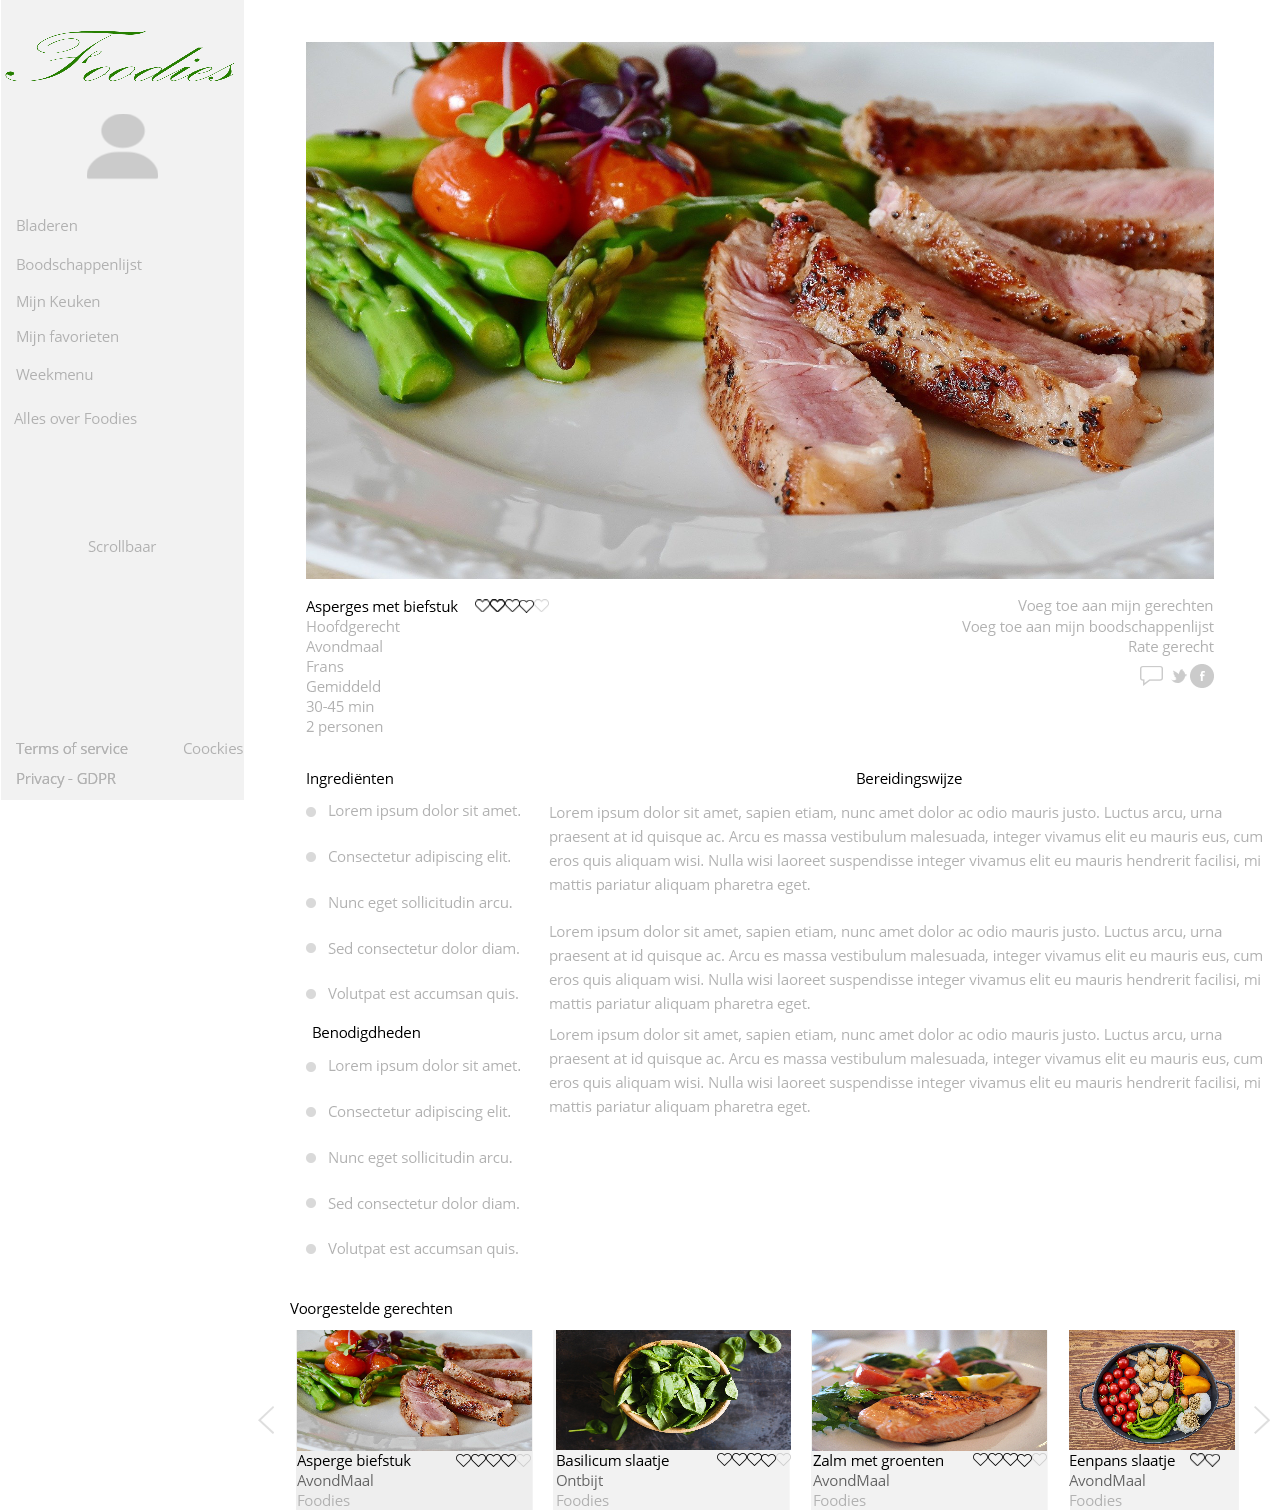 Foodies
Bladeren
Boodschappenlijst
Mijn Keuken
Mijn favorieten
Weekmenu
Alles over Foodies
Scrollbaar
Terms of service
Coockies
Privacy - GDPR
Asperges met biefstuk
Hoofdgerecht
Avondmaal
Frans
Gemiddeld
30-45 min
2 personen
Voeg toe aan mijn gerechten
Voeg toe aan mijn boodschappenlijst
Rate gerecht
f
Ingrediënten
Lorem ipsum dolor sit amet.
Consectetur adipiscing elit.
Nunc eget sollicitudin arcu.
Sed consectetur dolor diam.
Volutpat est accumsan quis.
Benodigdheden
Lorem ipsum dolor sit amet.
Consectetur adipiscing elit.
Nunc eget sollicitudin arcu.
Sed consectetur dolor diam.
Volutpat est accumsan quis.
Bereidingswijze
Lorem ipsum dolor sit amet, sapien etiam, nunc amet dolor ac odio mauris justo. Luctus arcu, urna
praesent at id quisque ac. Arcu es massa vestibulum malesuada, integer vivamus elit eu mauris eus, cum
eros quis aliquam wisi. Nulla wisi laoreet suspendisse integer vivamus elit eu mauris hendrerit facilisi, mi
mattis pariatur aliquam pharetra eget.
Lorem ipsum dolor sit amet, sapien etiam, nunc amet dolor ac odio mauris justo. Luctus arcu, urna
praesent at id quisque ac. Arcu es massa vestibulum malesuada, integer vivamus elit eu mauris eus, cum
eros quis aliquam wisi. Nulla wisi laoreet suspendisse integer vivamus elit eu mauris hendrerit facilisi, mi
mattis pariatur aliquam pharetra eget.
Lorem ipsum dolor sit amet, sapien etiam, nunc amet dolor ac odio mauris justo. Luctus arcu, urna
praesent at id quisque ac. Arcu es massa vestibulum malesuada, integer vivamus elit eu mauris eus, cum
eros quis aliquam wisi. Nulla wisi laoreet suspendisse integer vivamus elit eu mauris hendrerit facilisi, mi
mattis pariatur aliquam pharetra eget.
Voorgestelde gerechten
Asperge biefstuk
AvondMaal
Foodies
Basilicum slaatje
Ontbijt
Foodies
Zalm met groenten
AvondMaal
Foodies
Eenpans slaatje
AvondMaal
Foodies